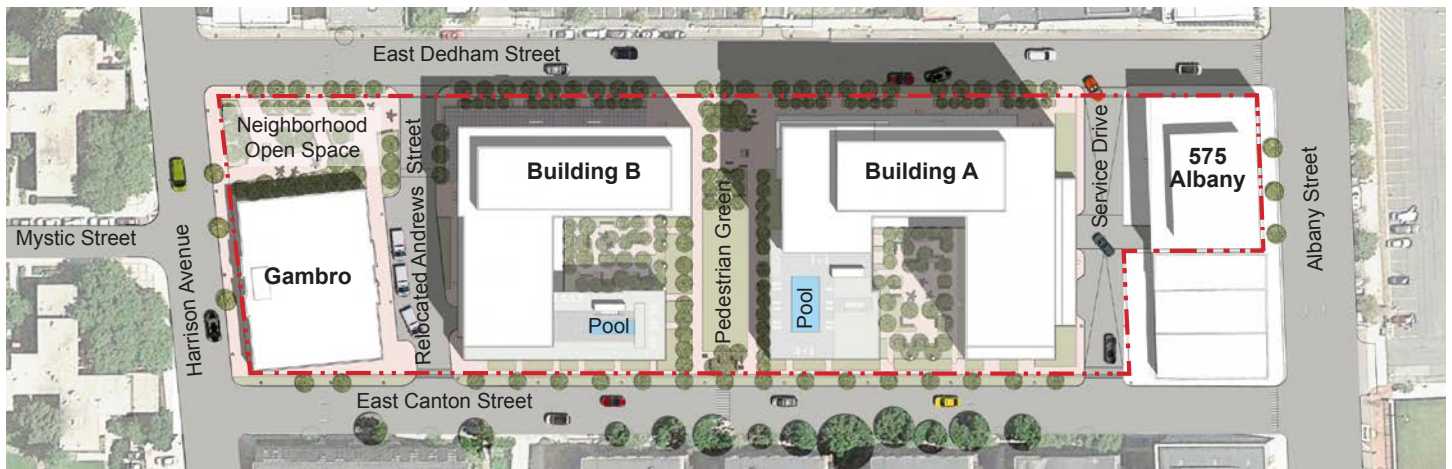 East Dedham Street
Neighborhood
Open Space
Relocated Andrews Street
Building B
Building A
Service Drive
575
Albany
Mystic Street
Harrison Avenue
Gambro
Pedestrian Green
Pool
Pool
Albany Street
East Canton Street